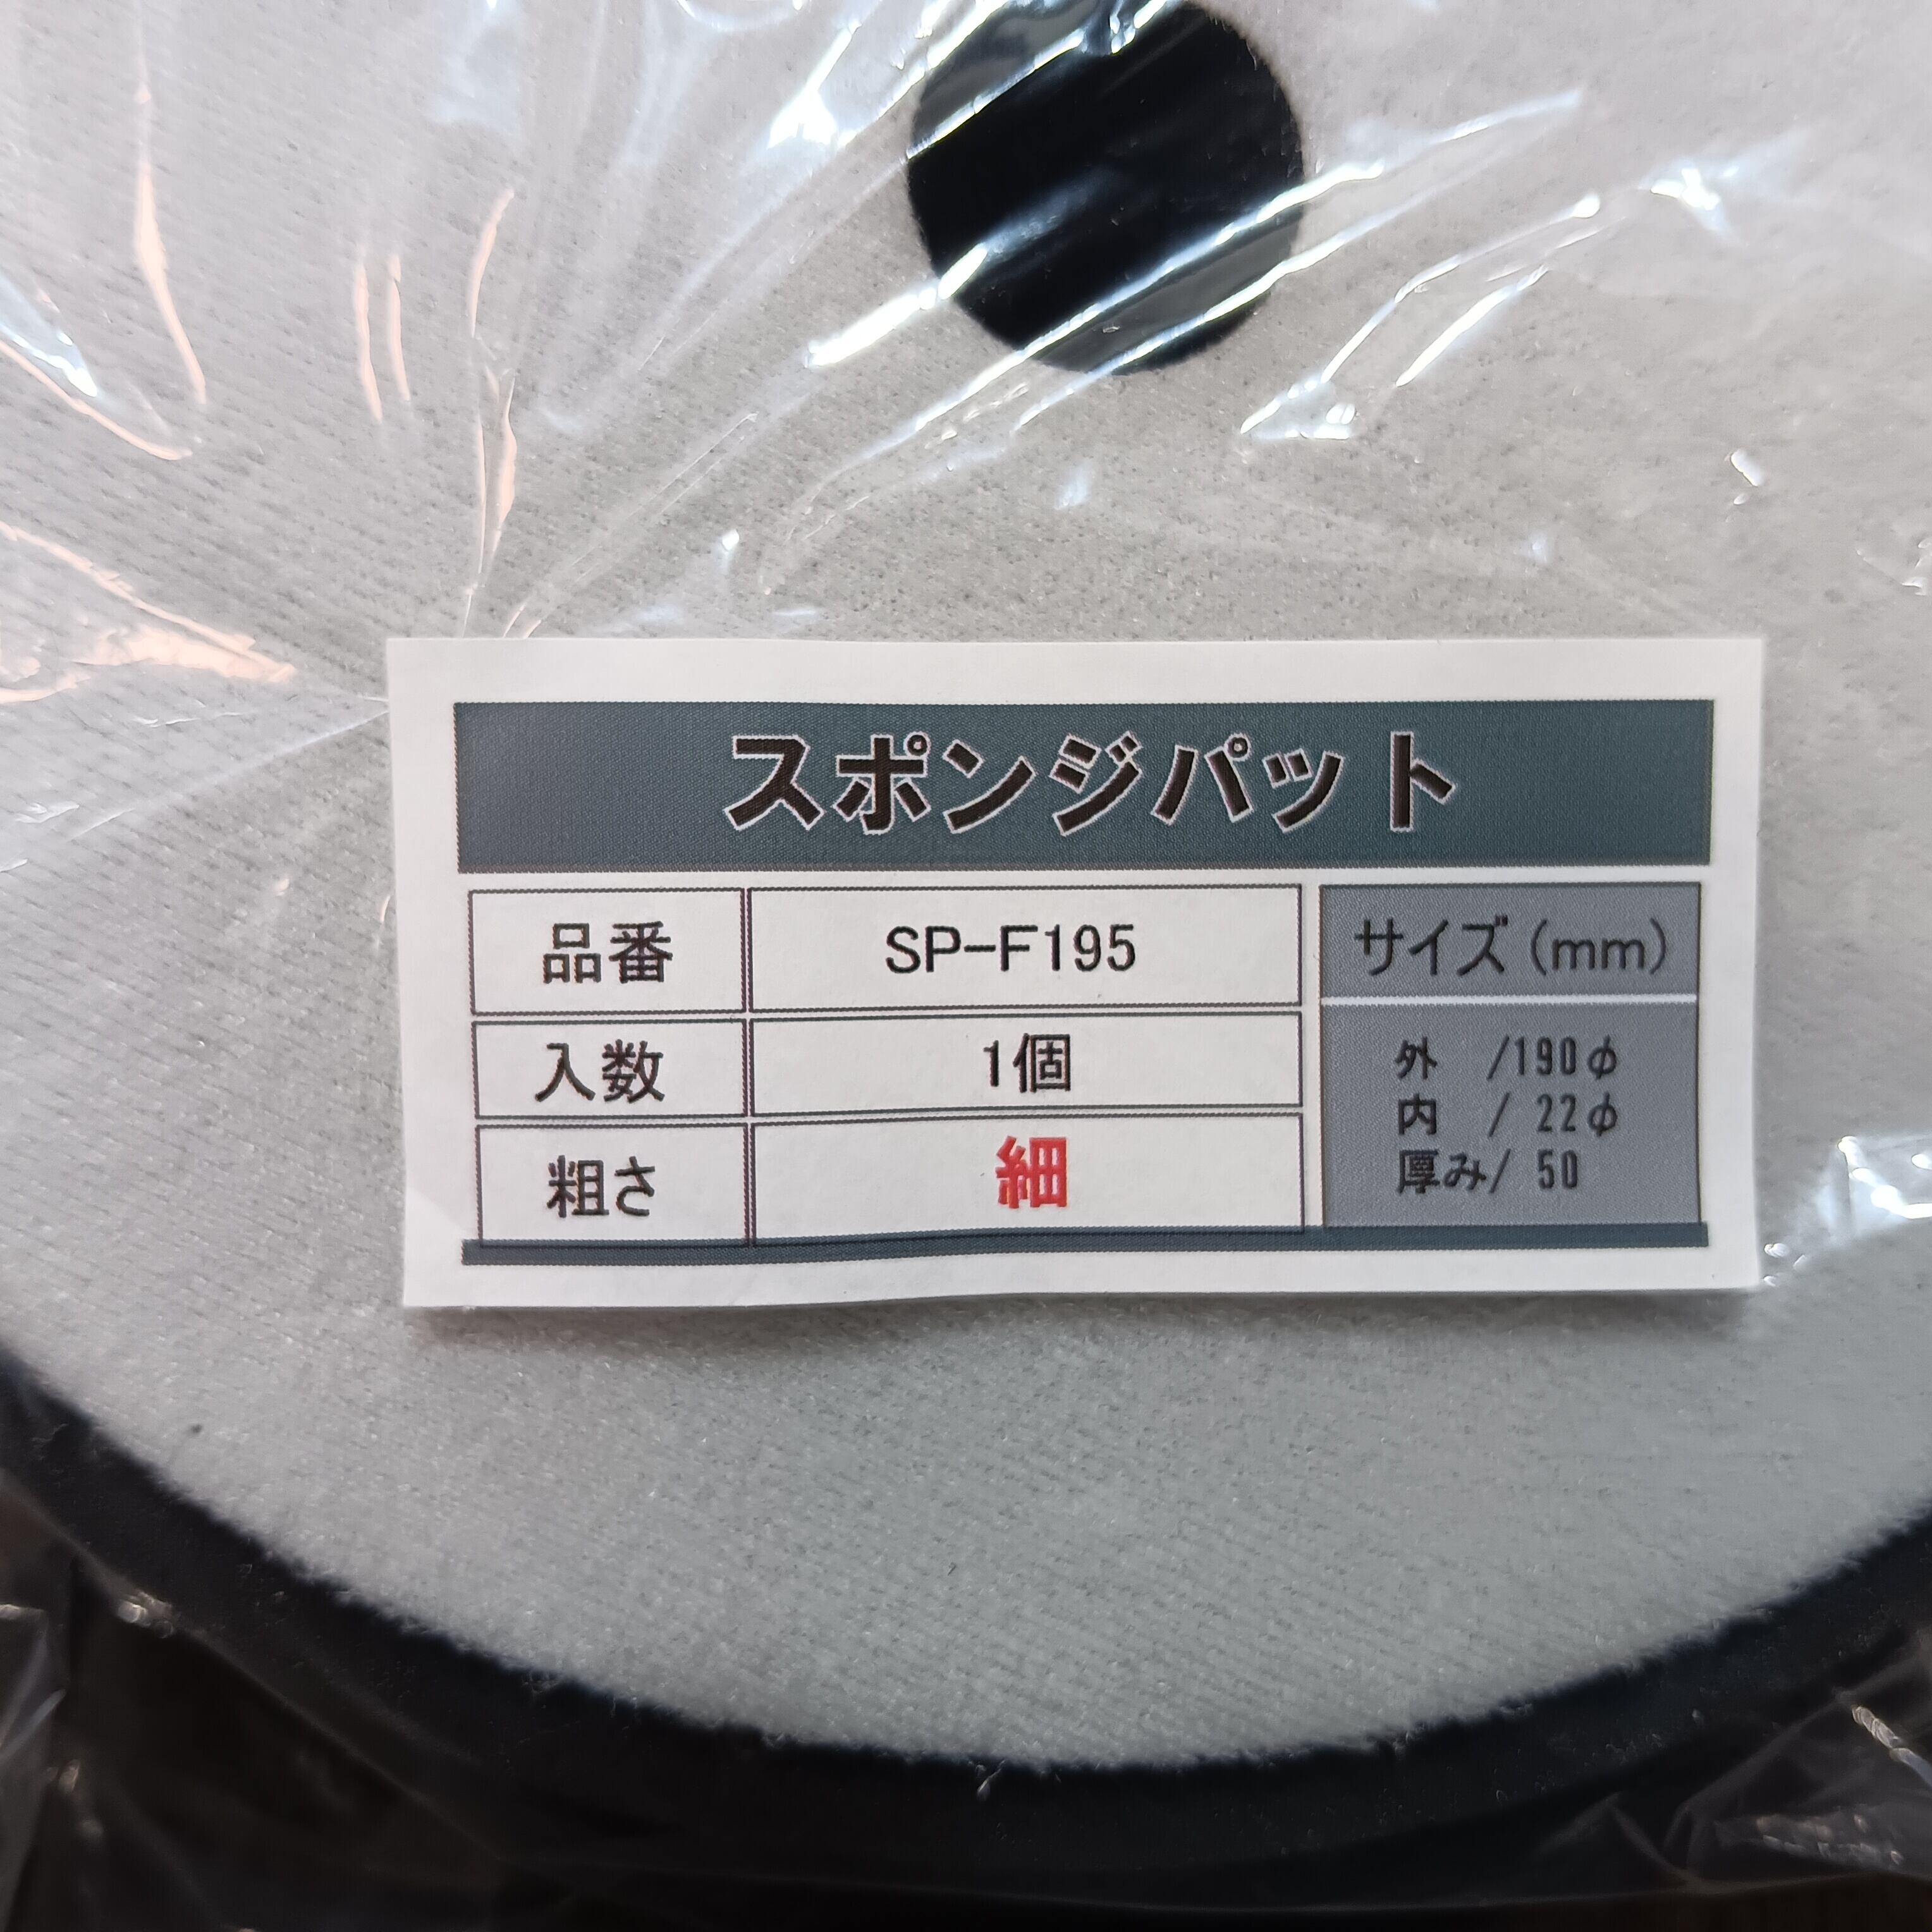 スポンジパット
品番 SP-F195 サイズ(mm)
入数 1個
粗さ 細
外 /190φ
内 / 22φ
厚み/ 50